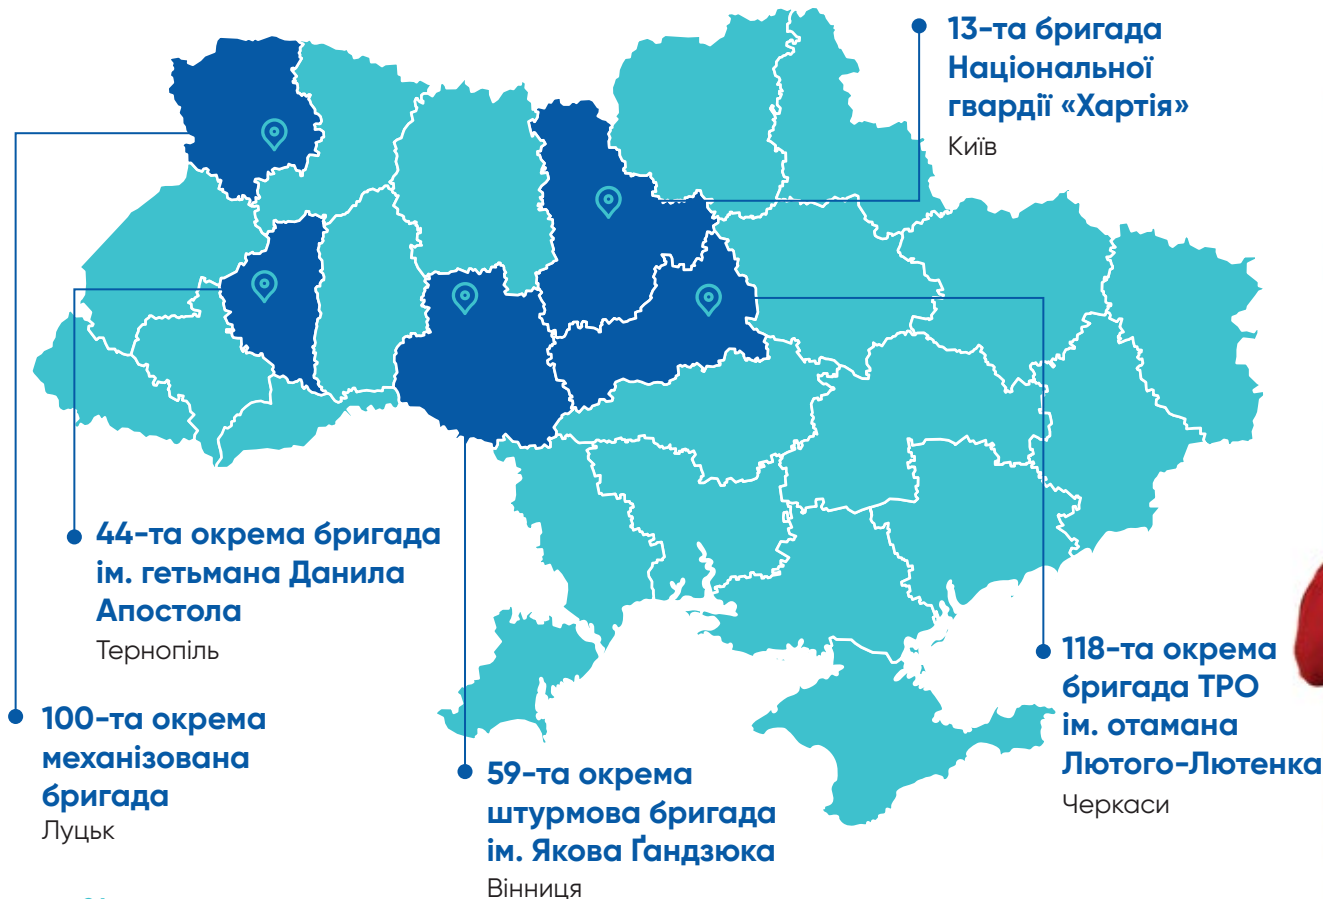 13-та бригада
Національної
гвардії «Хартія»
Київ
44-та окрема бригада
ім. гетьмана Данила
Апостола
Тернопіль
100-та окрема
механізована
бригада
Луцьк
59-та окрема
штурмова бригада
ім. Якова Ґандзюка
Вінниця
118-та окрема
бригада ТРО
ім. отамана
Лютого-Лютенка
Черкаси